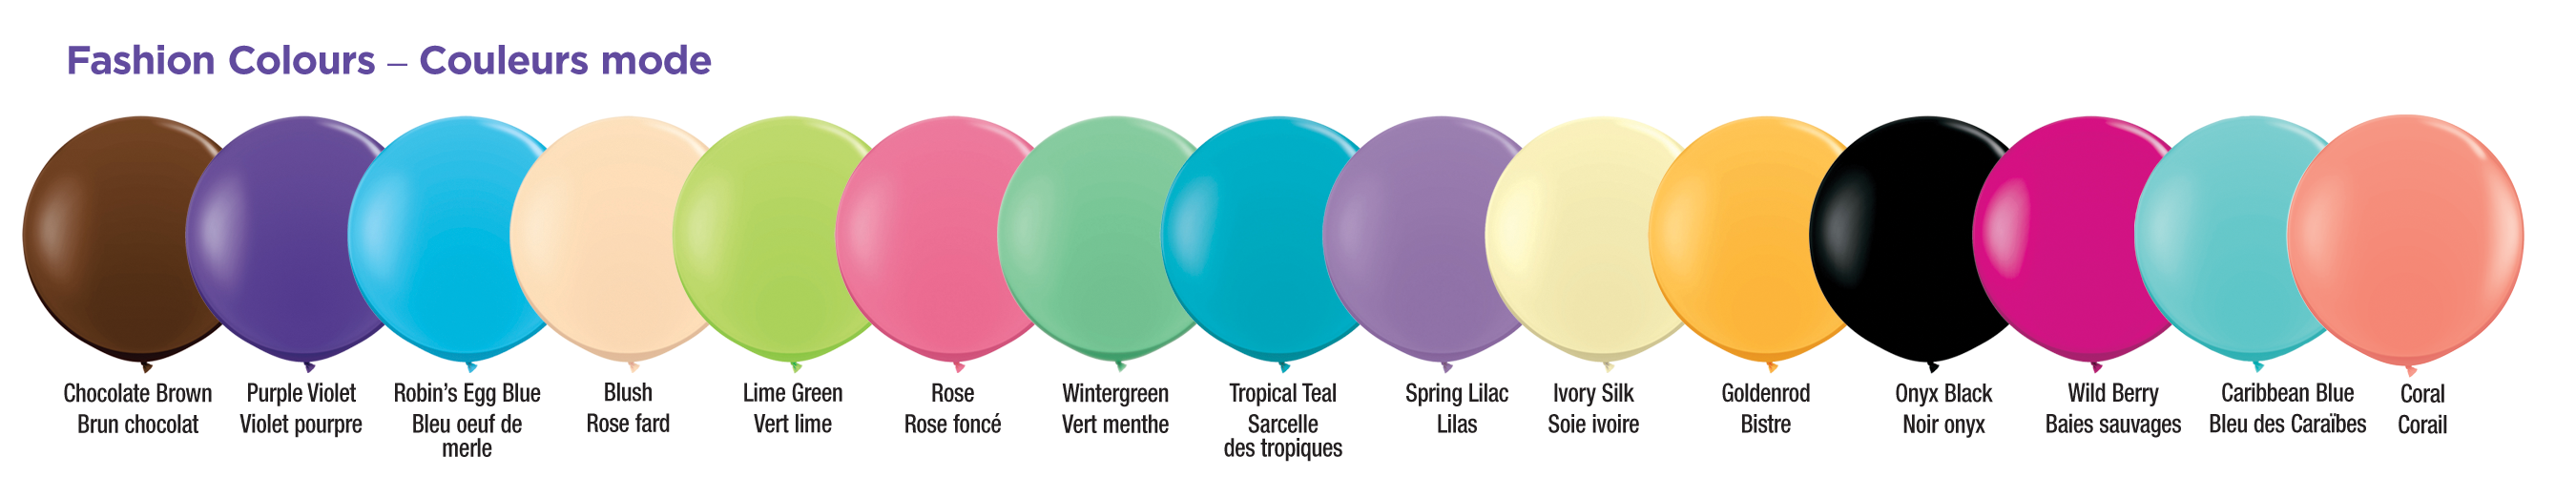 Fashion Colours – Couleurs mode
Chocolate Brown
Brun chocolat
Purple Violet
Violet pourpre
Robin's Egg Blue
Bleu oeuf de
merle
Blush
Rose fard
Lime Green
Vert lime
Rose
Rose foncé
Wintergreen
Vert menthe
Tropical Teal
Sarcelle
des tropiques
Spring Lilac
Lilas
Ivory Silk
Soie ivoire
Goldenrod
Bistre
Onyx Black
Noir onyx
Wild Berry
Baies sauvages
Caribbean Blue
Bleu des Caraïbes
Coral
Corail